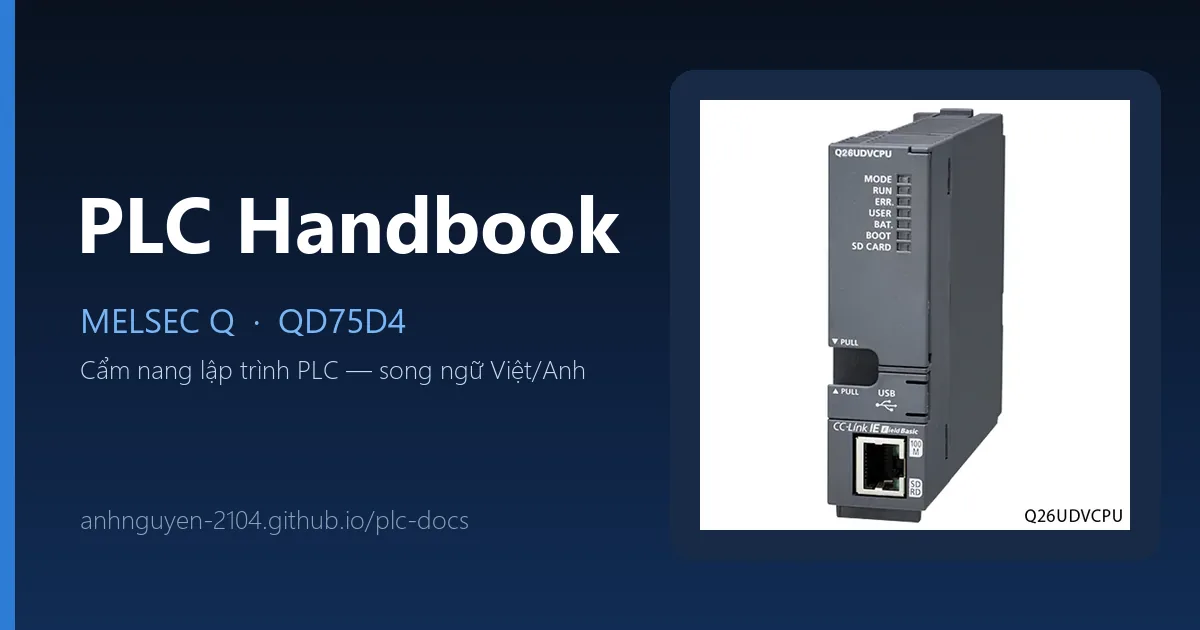 PLC Handbook
MELSEC Q · QD75D4
Cẩm nang lập trình PLC — song ngữ Việt/Anh
anhnguyen-2104.github.io/plc-docs
Q26UDVCPU
MODE
RUN
ERR.
USER
BAT.
BOOT
SD CARD
▼ PULL
▲ PULL
USB
CC-Link IE Field Basic
100
M
SD
RD
Q26UDVCPU